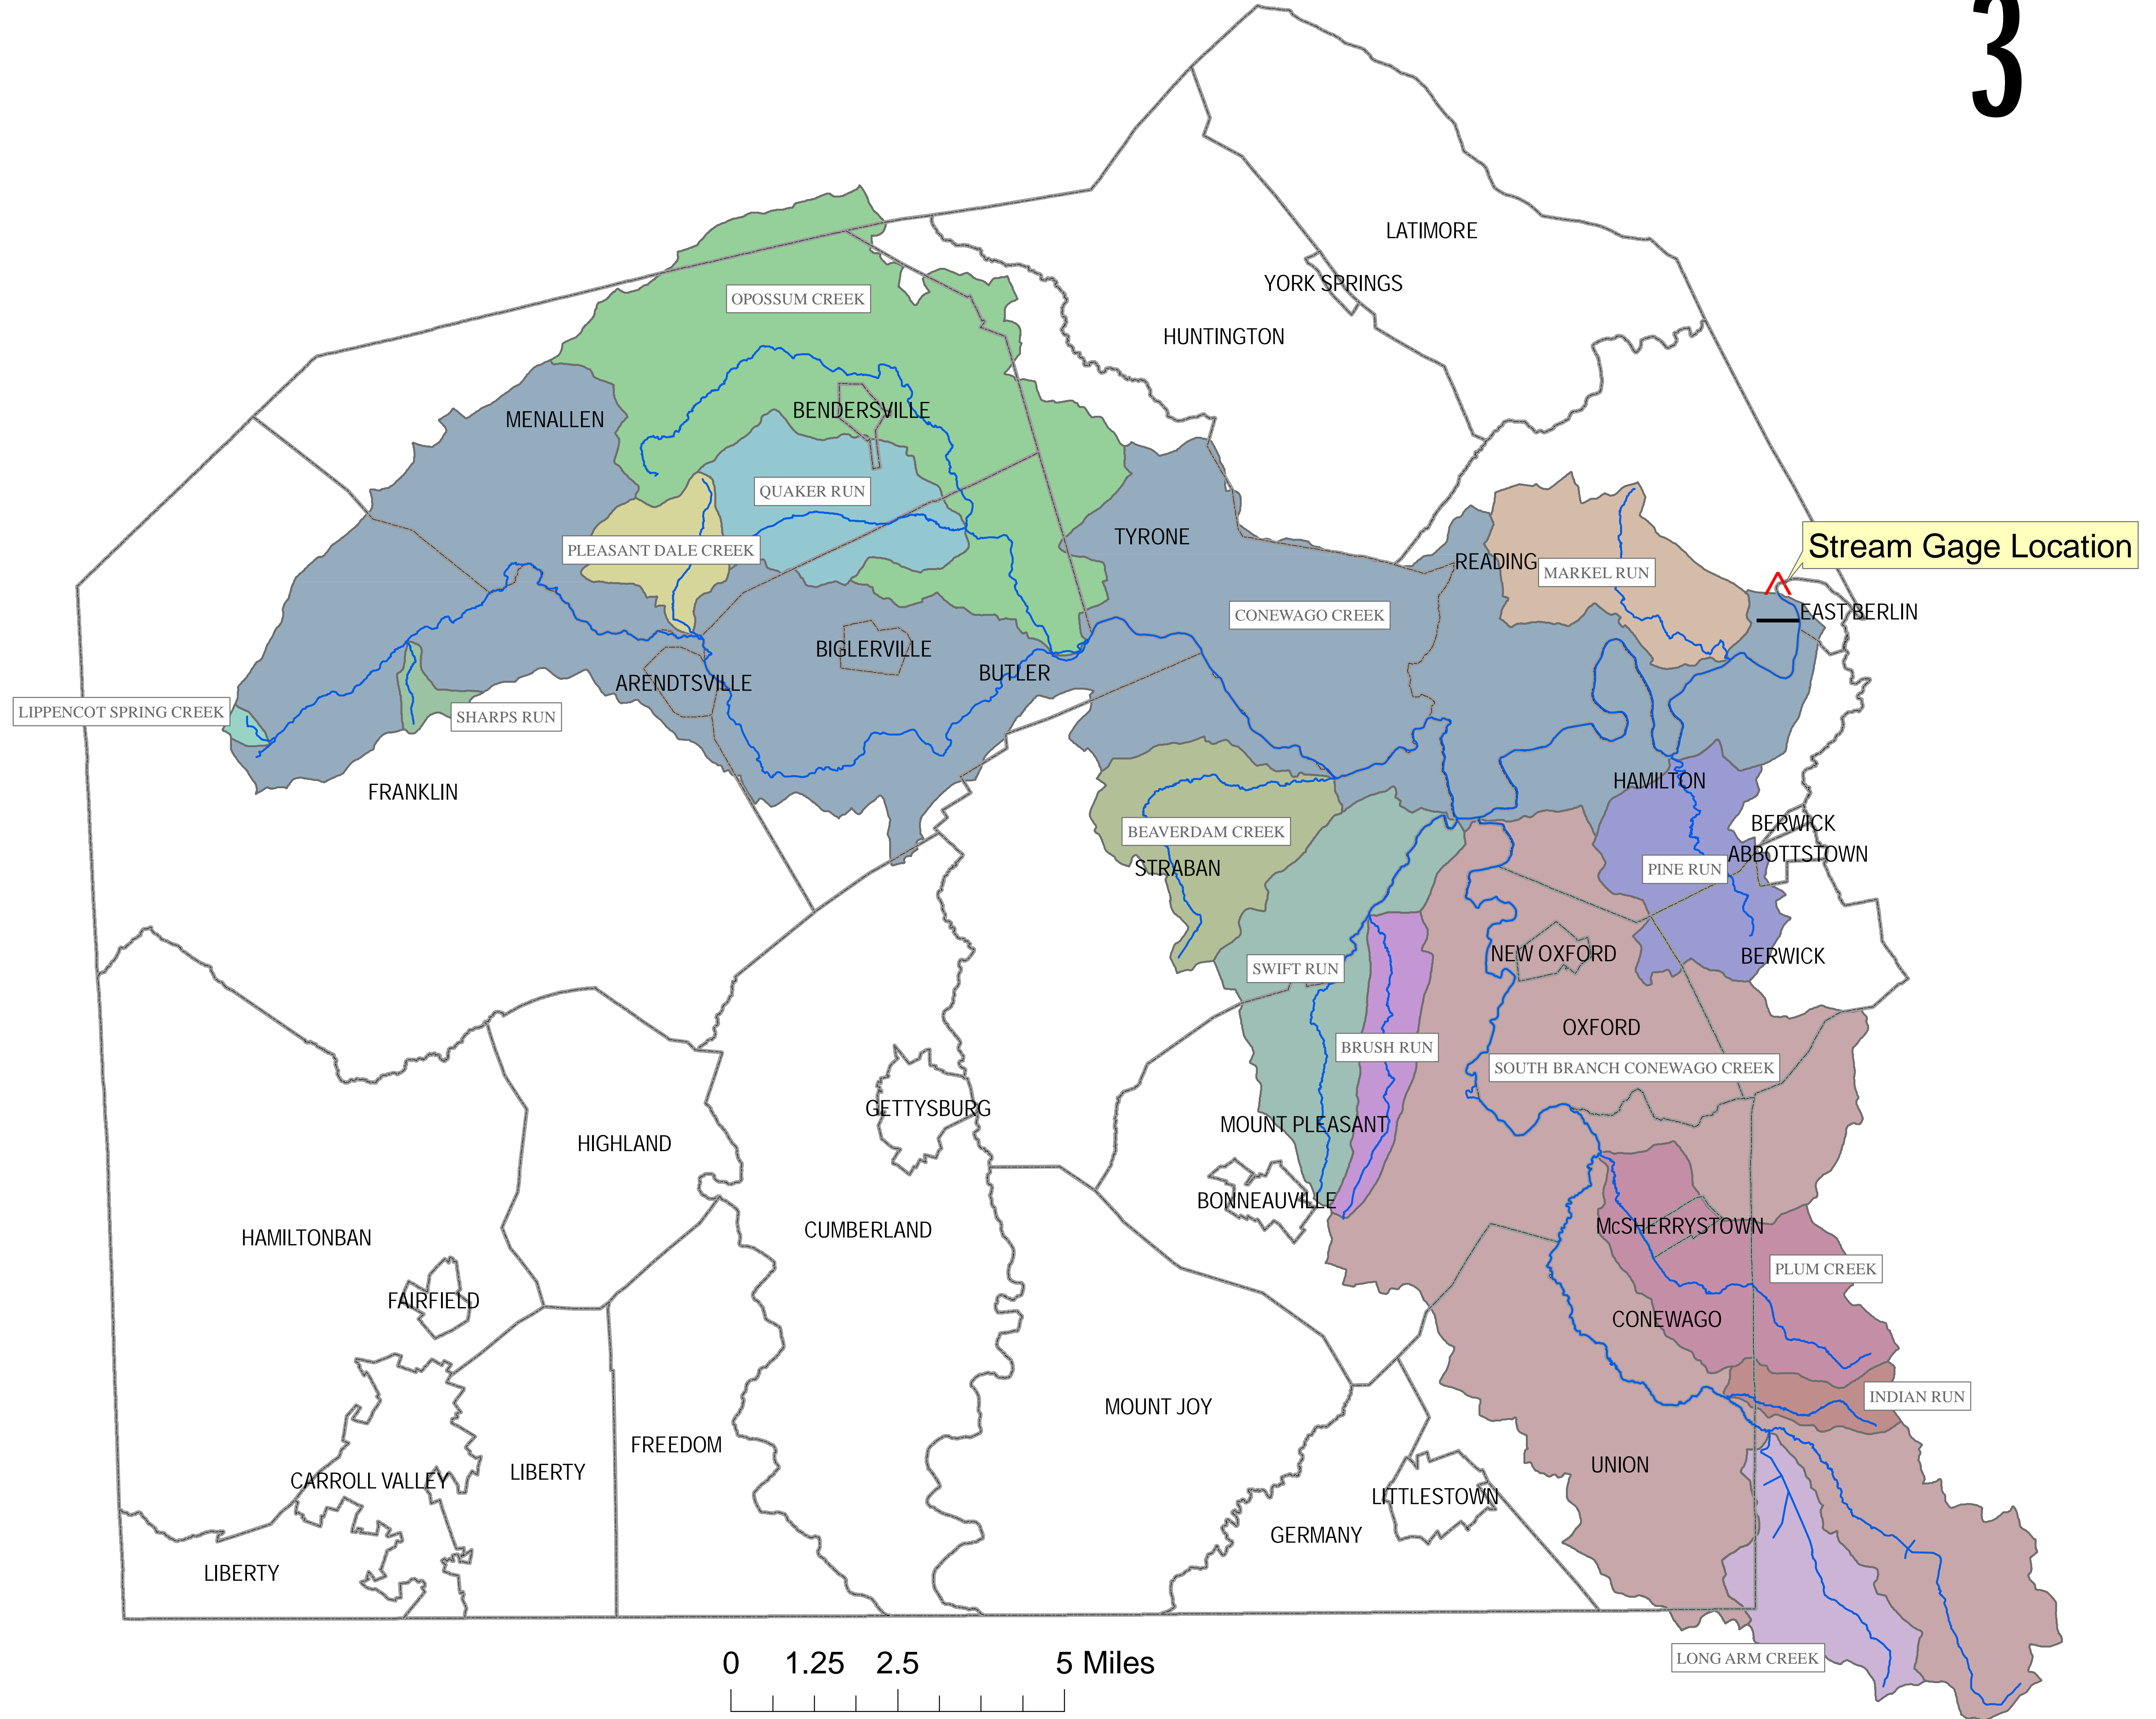 3
LATIMORE
YORK SPRINGS
OPOSSUM CREEK
HUNTINGTON
BENDERSVILLE
MENALLEN
QUAKER RUN
TYRONE
Stream Gage Location
PLEASANT DALE CREEK
READING
MARKEL RUN
EAST BERLIN
CONEWAGO CREEK
BIGLERVILLE
BUTLER
ARENDTSVILLE
LIPPENCOT SPRING CREEK
SHARPS RUN
HAMILTON
FRANKLIN
BERWICK
BEAVERDAM CREEK
ABBOTTSTOWN
STRABAN
PINE RUN
NEW OXFORD
BERWICK
SWIFT RUN
OXFORD
BRUSH RUN
SOUTH BRANCH CONEWAGO CREEK
GETTYSBURG
MOUNT PLEASANT
HIGHLAND
BONNEAUVILLE
McSHERRYSTOWN
CUMBERLAND
HAMILTONBAN
PLUM CREEK
FAIRFIELD
CONEWAGO
INDIAN RUN
MOUNT JOY
FREEDOM
UNION
LIBERTY
CARROLL VALLEY
LITTLESTOWN
GERMANY
LIBERTY
LONG ARM CREEK
0 1.25 2.5 5 Miles